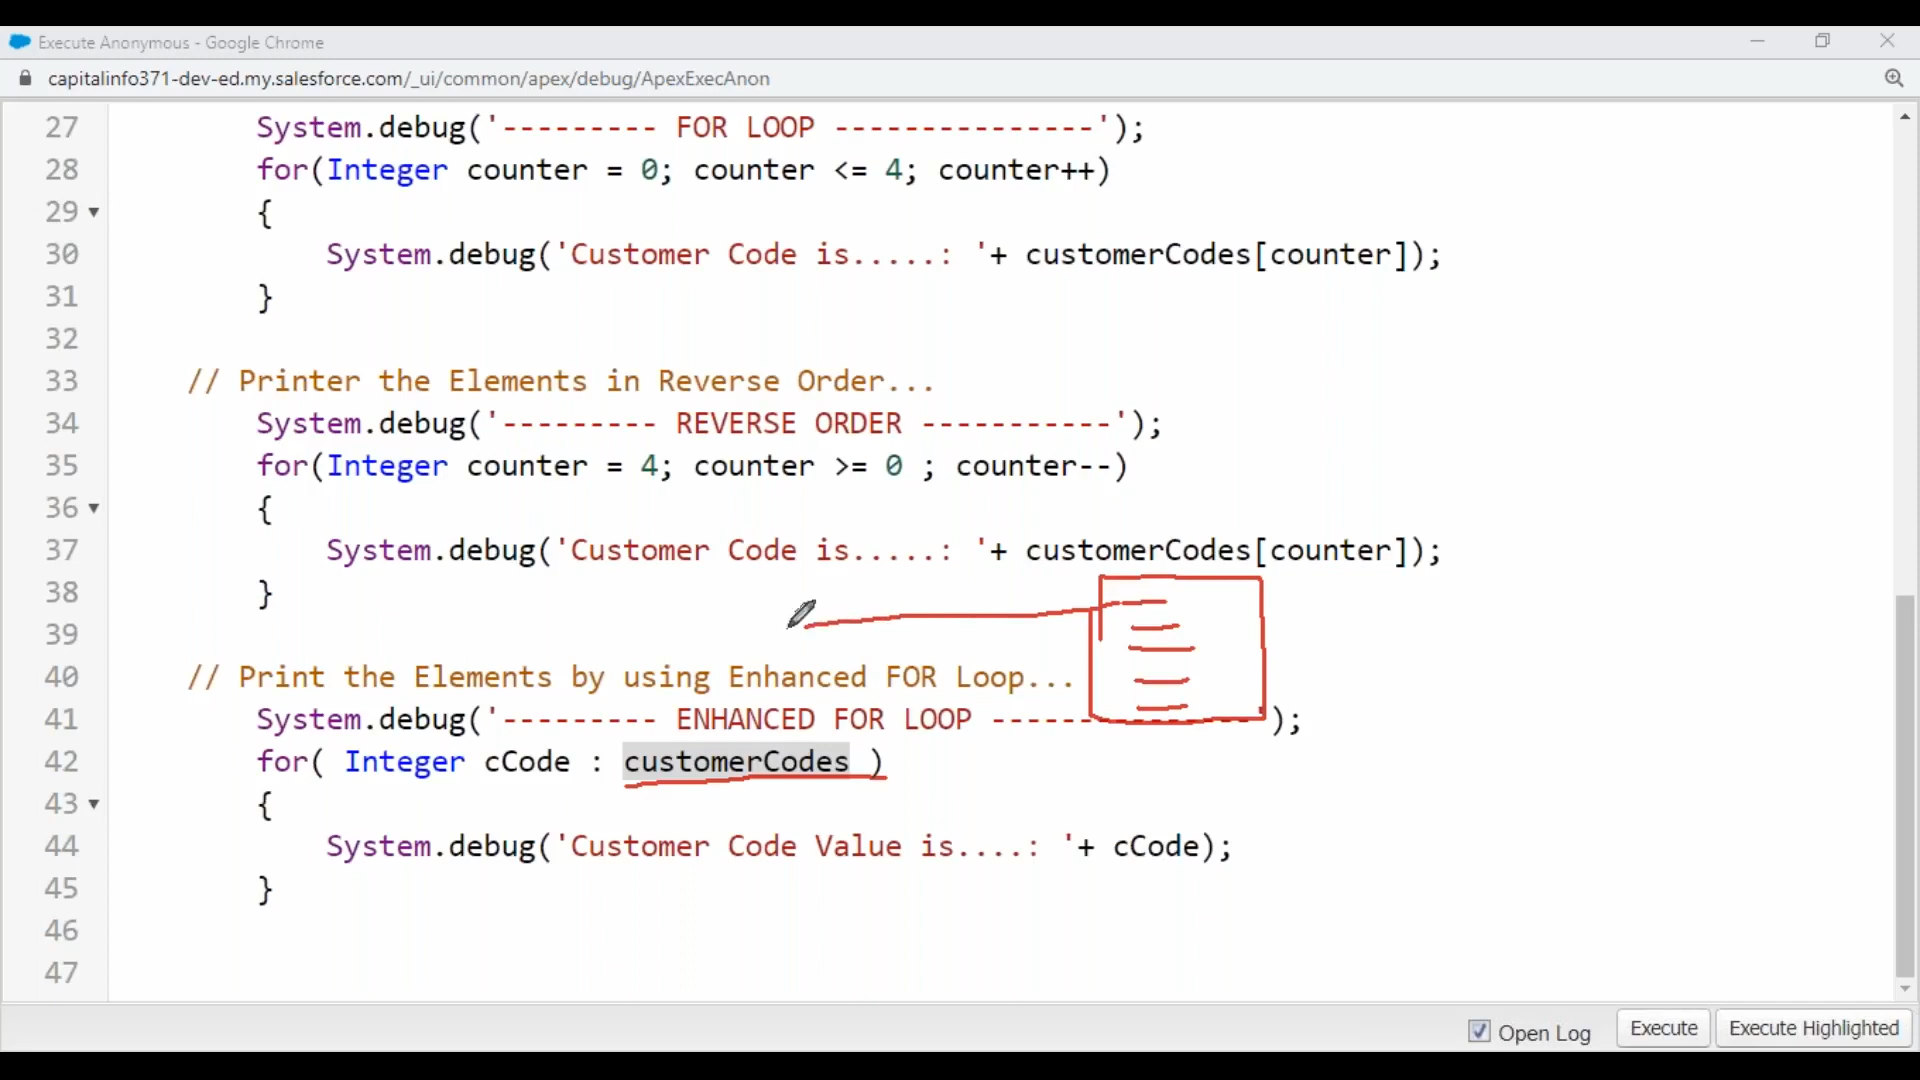 Execute Anonymous - Google Chrome
capitalinfo371-dev-ed.my.salesforce.com/_ui/common/apex/debug/ApexExecAnon
27 System.debug('--------- FOR LOOP ---------------');
28 for(Integer counter = 0; counter <= 4; counter++)
29 {
30 System.debug('Customer Code is.....: '+ customerCodes[counter]);
31 }
32
33 // Printer the Elements in Reverse Order...
34 System.debug('--------- REVERSE ORDER -----------');
35 for(Integer counter = 4; counter >= 0 ; counter--)
36 {
37 System.debug('Customer Code is.....: '+ customerCodes[counter]);
38 }
39
40 // Print the Elements by using Enhanced FOR Loop...
41 System.debug('--------- ENHANCED FOR LOOP ---------------');
42 for( Integer cCode : customerCodes )
43 {
44 System.debug('Customer Code Value is....: '+ cCode);
45 }
46
47
Open Log Execute Execute Highlighted